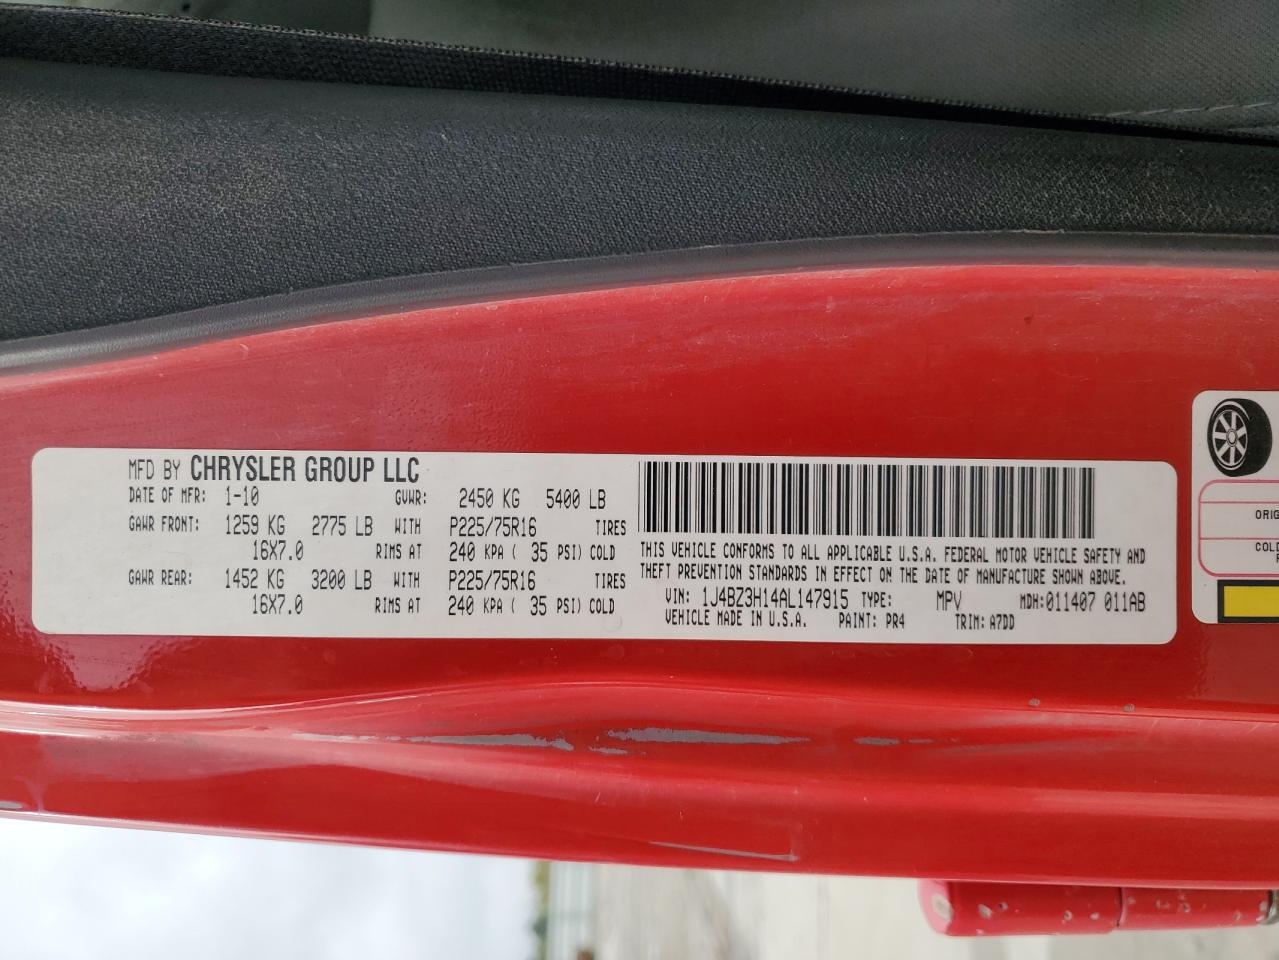 MFD BY CHRYSLER GROUP LLC
DATE OF MFR: 1-10 GVWR: 2450 KG 5400 LB
GAWR FRONT: 1259 KG 2775 LB WITH P225/75R16 TIRES
16X7.0 RIMS AT 240 KPA ( 35 PSI) COLD
GAWR REAR: 1452 KG 3200 LB WITH P225/75R16 TIRES
16X7.0 RIMS AT 240 KPA ( 35 PSI) COLD
THIS VEHICLE CONFORMS TO ALL APPLICABLE U.S.A. FEDERAL MOTOR VEHICLE SAFETY AND
THEFT PREVENTION STANDARDS IN EFFECT ON THE DATE OF MANUFACTURE SHOWN ABOVE.
VIN: 1J4BZ3H14AL147915 TYPE: MPV MDH:011407 011AB
VEHICLE MADE IN U.S.A. PAINT: PR4 TRIM: A7DD
ORIG
COLD